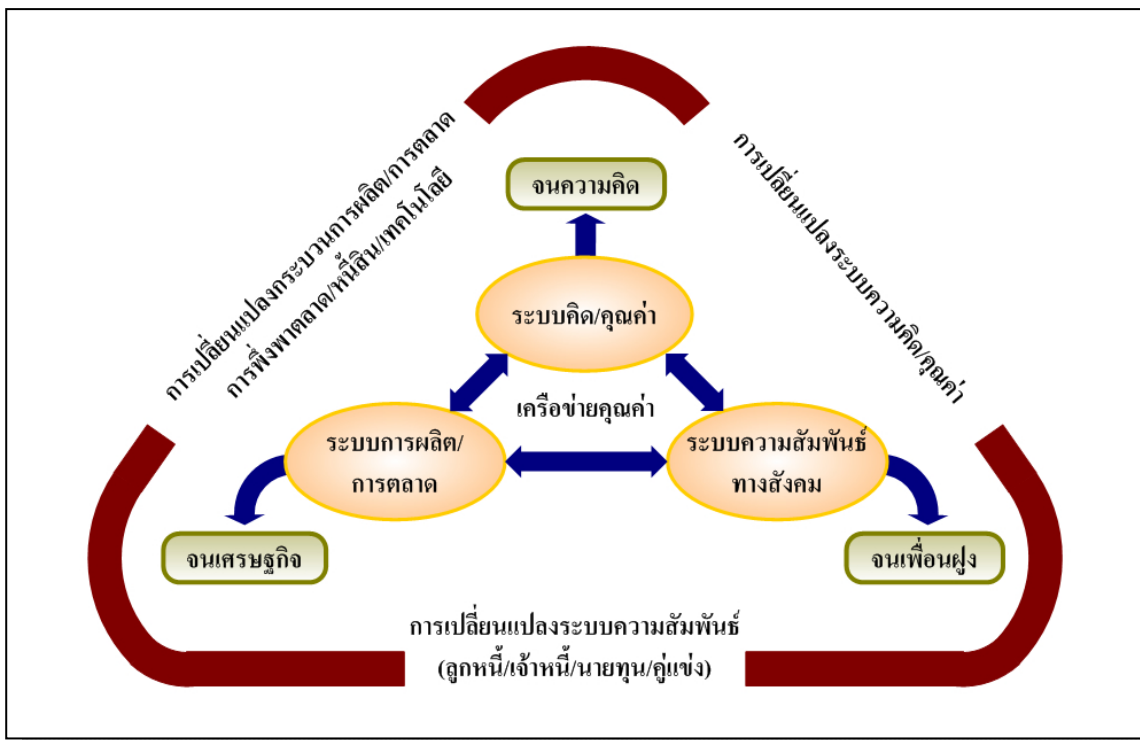 การเปลี่ยนแปลงกระบวนการผลิต/การตลาด
การพึ่งพาตลาด/หนี้สิน/เทคโนโลยี
การเปลี่ยนแปลงระบบความคิด/คุณค่า
จนความคิด
ระบบคิด/คุณค่า
เครือข่ายคุณค่า
ระบบการผลิต/
การตลาด
ระบบความสัมพันธ์
ทางสังคม
จนเศรษฐกิจ
จนเพื่อนฝูง
การเปลี่ยนแปลงระบบความสัมพันธ์
(ลูกหนี้/เจ้าหนี้/นายทุน/คู่แข่ง)